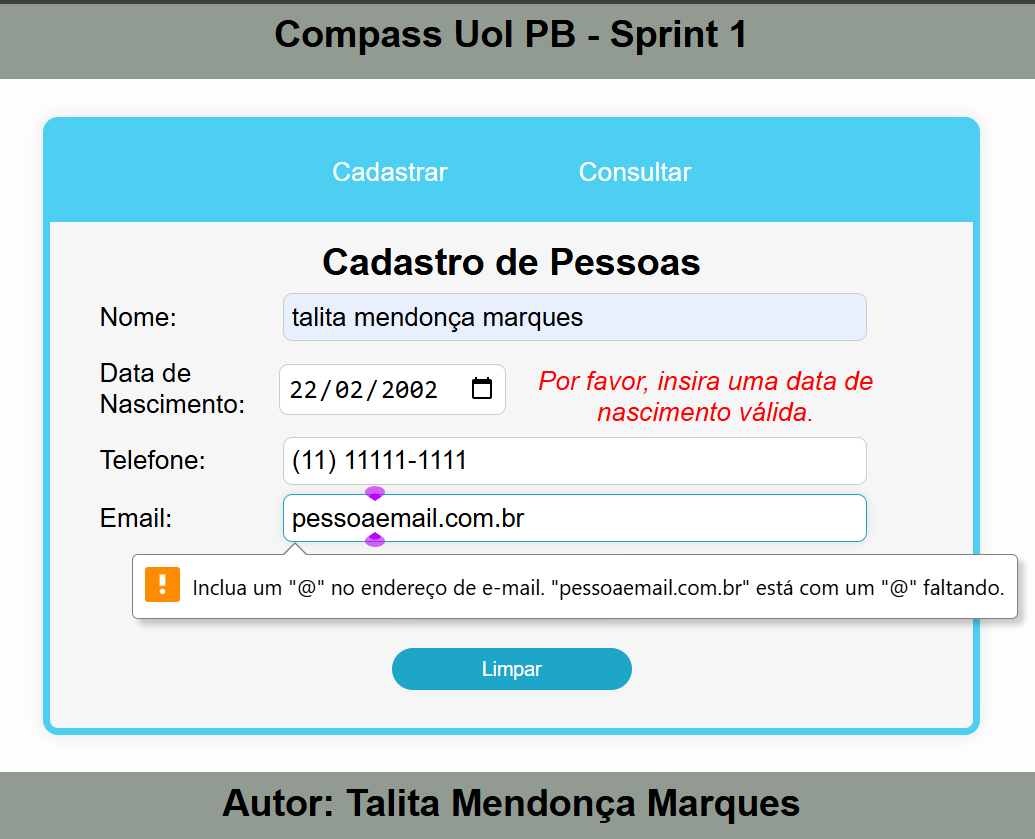 Compass Uol PB - Sprint 1
Cadastrar
Consultar
Cadastro de Pessoas
Nome:
talita mendonça marques
Data de
Nascimento:
22/02/2002
Por favor, insira uma data de
nascimento válida.
Telefone:
(11) 11111-1111
Email:
pessoaemail.com.br
Inclua um "@" no endereço de e-mail. "pessoaemail.com.br" está com um "@" faltando.
Limpar
Autor: Talita Mendonça Marques